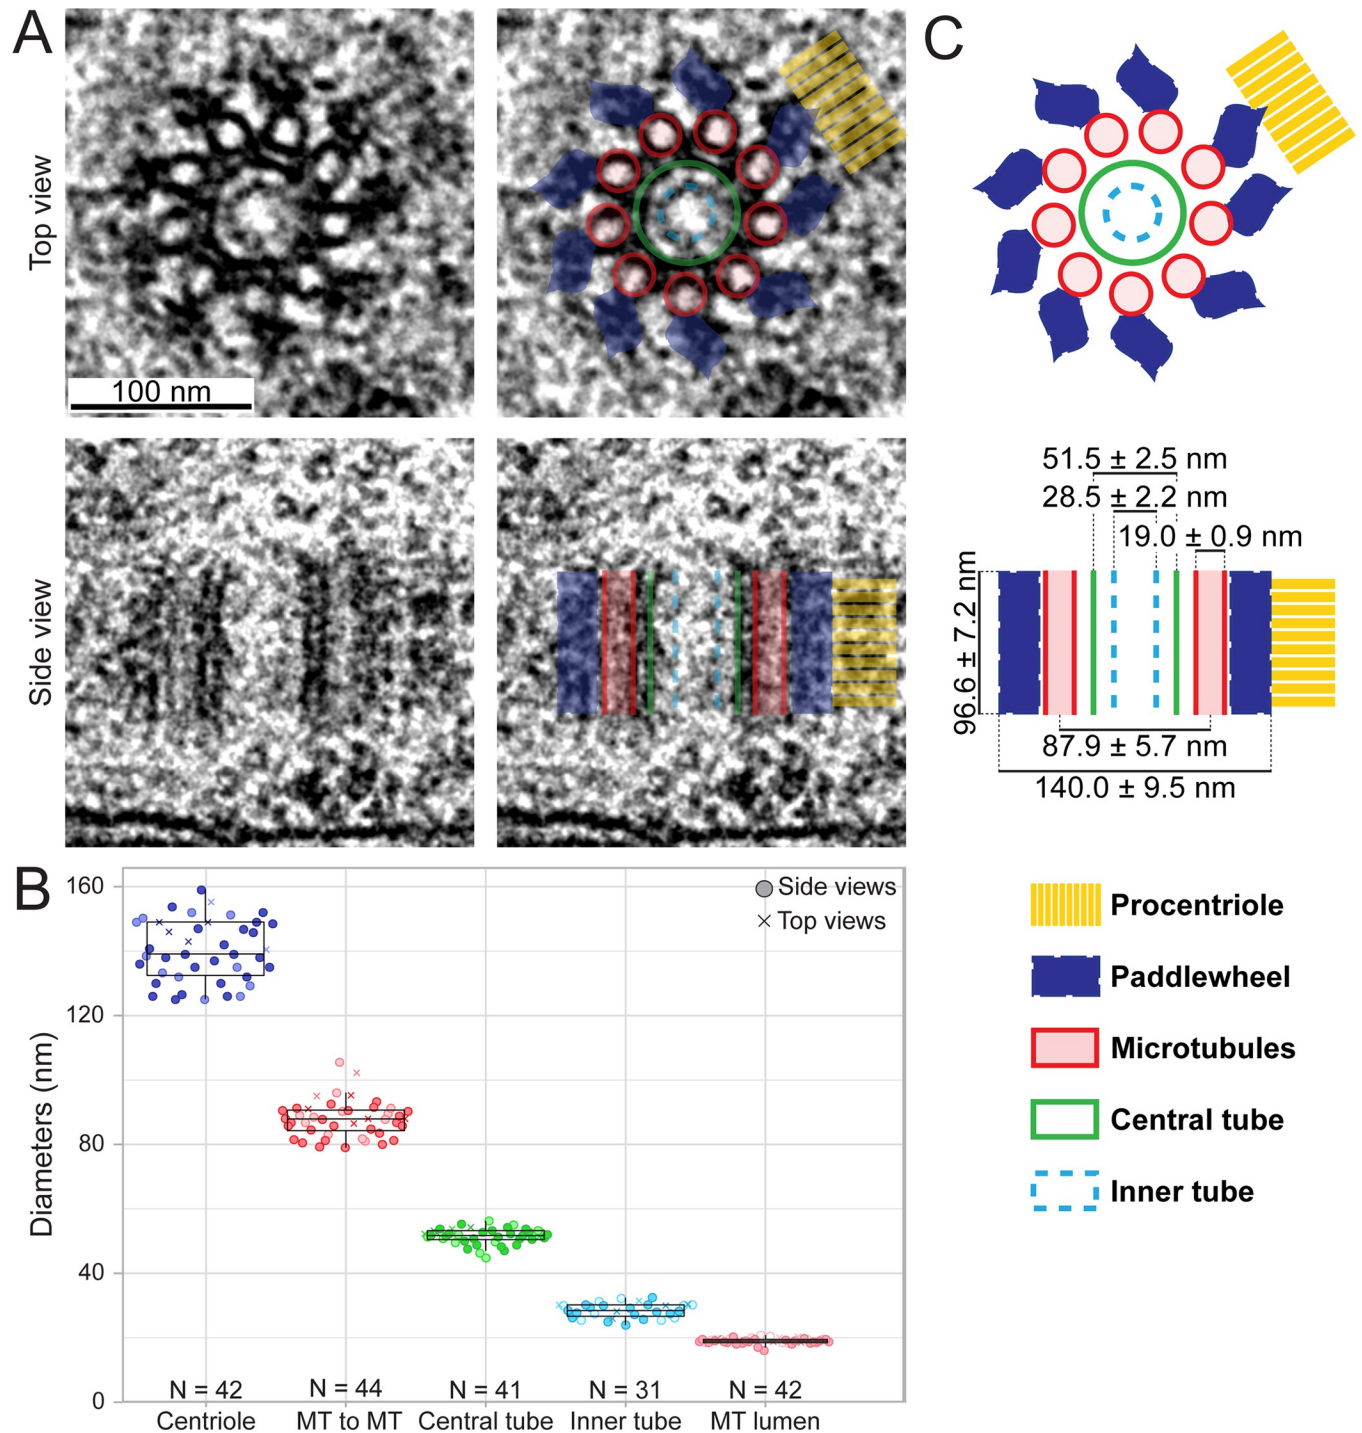 A
Top view
100 nm
Side view
C
51.5 ± 2.5 nm
28.5 ± 2.2 nm
19.0 ± 0.9 nm
96.6 ± 7.2 nm
87.9 ± 5.7 nm
140.0 ± 9.5 nm
B
Diameters (nm)
160
120
80
40
0
Side views
Top views
N = 42
N = 44
N = 41
N = 31
N = 42
Centriole
MT to MT
Central tube
Inner tube
MT lumen
Procentriole
Paddlewheel
Microtubules
Central tube
Inner tube